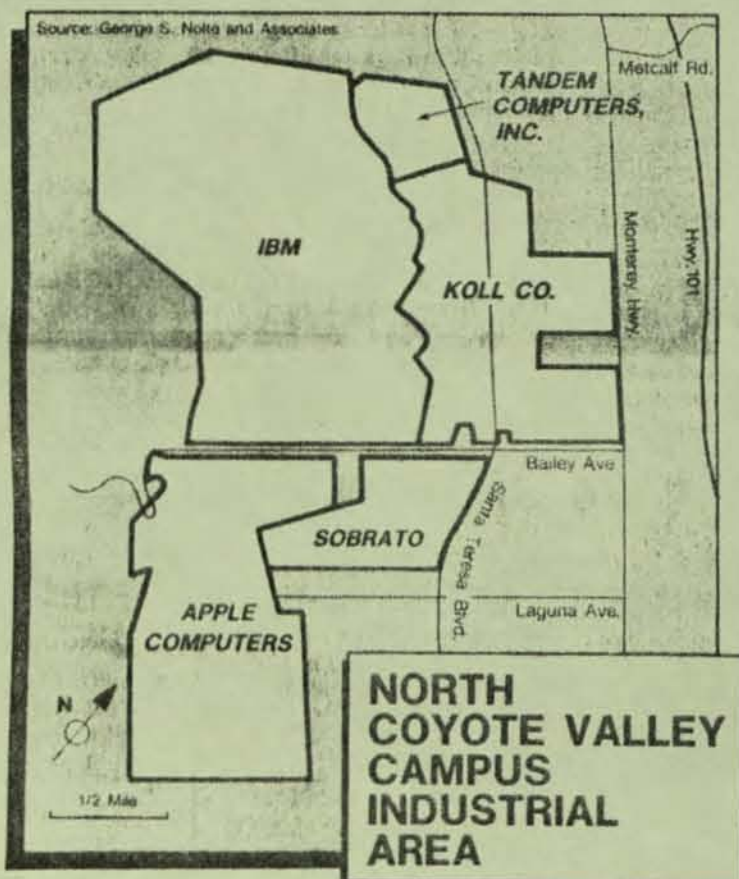 Source: George S. Nolte and Associates
TANDEM
COMPUTERS,
INC.
Metcalf Rd.
IBM
Monterey Hwy.
Hwy. 101
KOLL CO.
Bailey Ave
SOBRATO
Santa Teresa Blvd.
APPLE
COMPUTERS
Laguna Ave.
N
1/2 Mile
NORTH
COYOTE VALLEY
CAMPUS
INDUSTRIAL
AREA